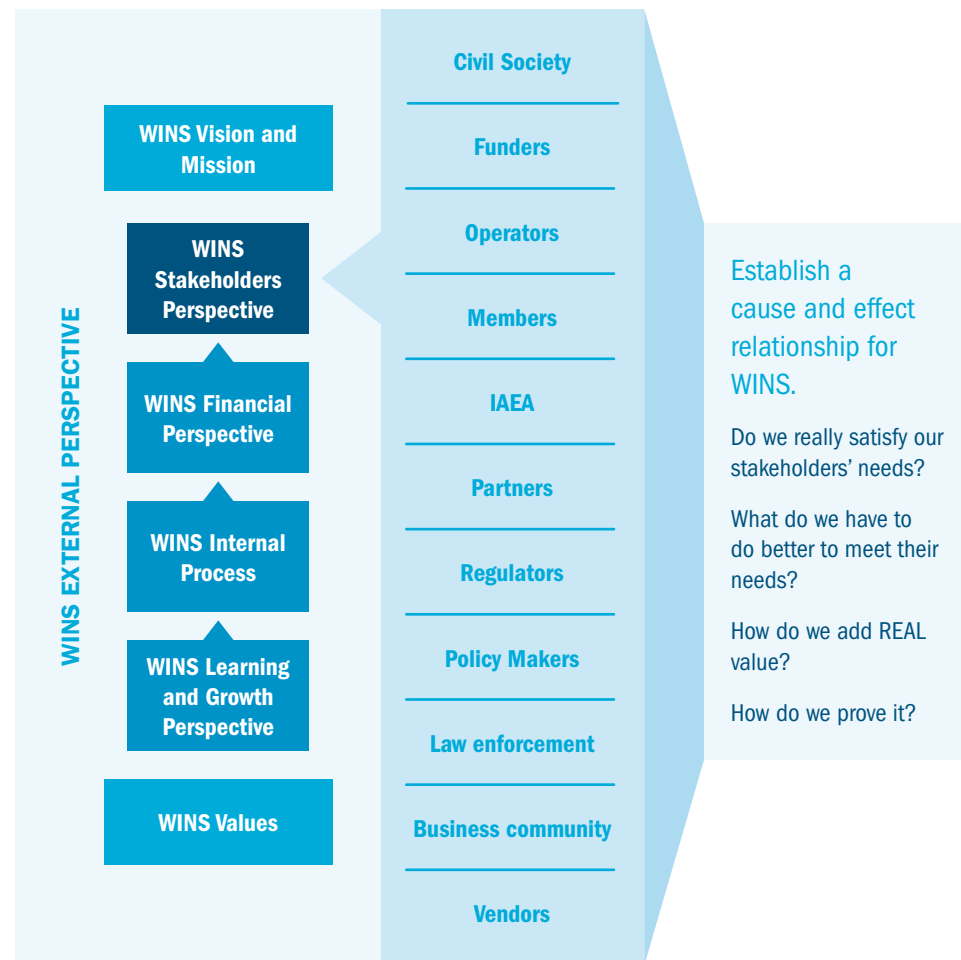 WINS EXTERNAL PERSPECTIVE
WINS Vision and
Mission
WINS
Stakeholders
Perspective
WINS Financial
Perspective
WINS Internal
Process
WINS Learning
and Growth
Perspective
WINS Values
Civil Society
Funders
Operators
Members
IAEA
Partners
Regulators
Policy Makers
Law enforcement
Business community
Vendors
Establish a
cause and effect
relationship for
WINS.
Do we really satisfy our
stakeholders’ needs?
What do we have to
do better to meet their
needs?
How do we add REAL
value?
How do we prove it?